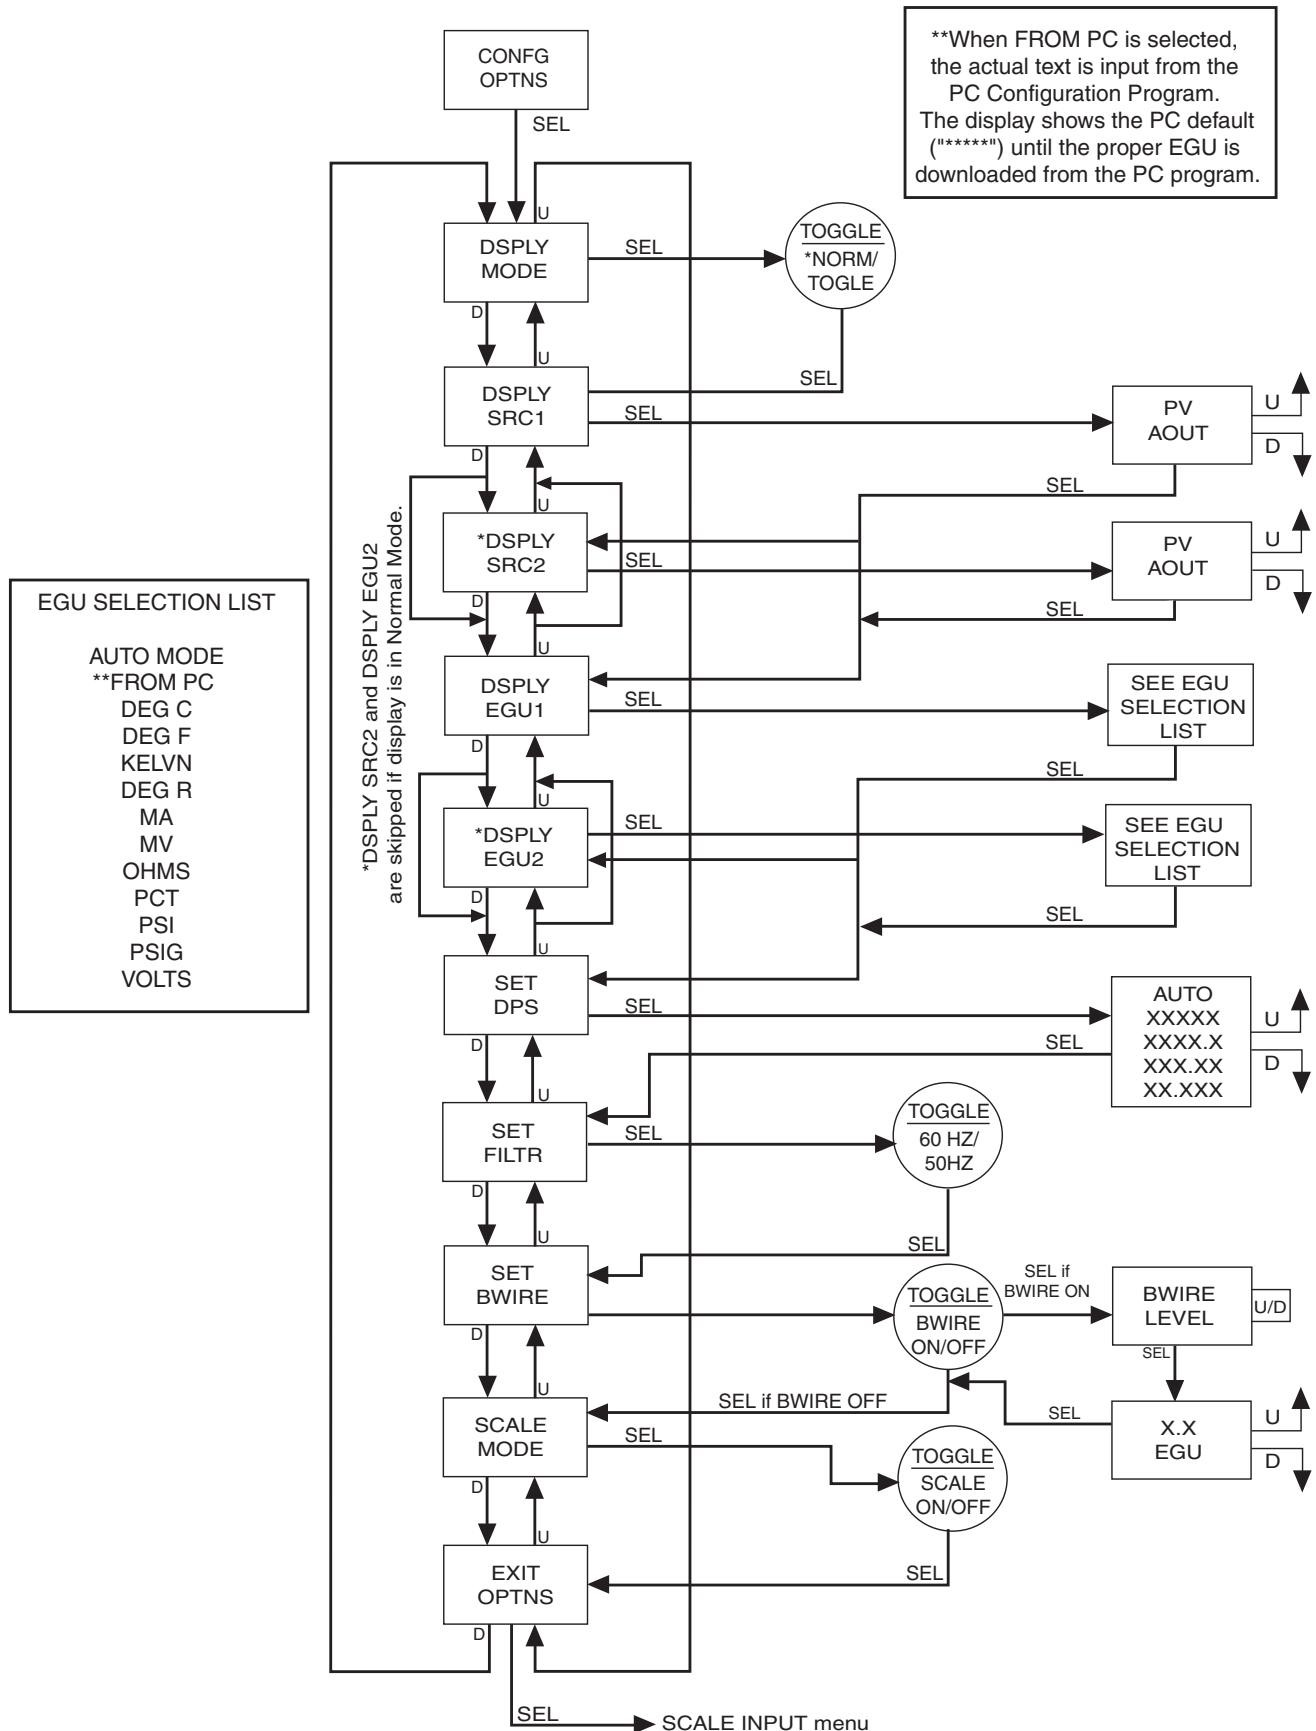 CONFG
OPTNS
SEL
**When FROM PC is selected,
the actual text is input from the
PC Configuration Program.
The display shows the PC default
("*****") until the proper EGU is
downloaded from the PC program.
U
DSPLY
MODE
SEL
TOGGLE
*NORM/
TOGLE
D
U
SEL
DSPLY
SRC1
SEL
PV
AOUT
U
D
D
SEL
U
*DSPLY
SRC2
SEL
PV
AOUT
U
D
D
SEL
U
*DSPLY SRC2 and DSPLY EGU2
are skipped if display is in Normal Mode.
EGU SELECTION LIST
AUTO MODE
**FROM PC
DEG C
DEG F
KELVN
DEG R
MA
MV
OHMS
PCT
PSI
PSIG
VOLTS
DSPLY
EGU1
SEL
SEE EGU
SELECTION
LIST
D
SEL
U
*DSPLY
EGU2
SEL
SEE EGU
SELECTION
LIST
D
SEL
U
SET
DPS
SEL
AUTO
XXXXX
XXXX.X
XXX.XX
XX.XXX
U
D
D
SEL
U
SET
FILTR
SEL
TOGGLE
60 HZ/
50HZ
D
U
SEL
SET
BWIRE
TOGGLE
BWIRE
ON/OFF
SEL if
BWIRE ON
BWIRE
LEVEL
U/D
SEL
D
U
SEL if BWIRE OFF
SEL
X.X
EGU
U
D
SCALE
MODE
SEL
TOGGLE
SCALE
ON/OFF
D
U
SEL
EXIT
OPTNS
D
SEL
SCALE INPUT menu